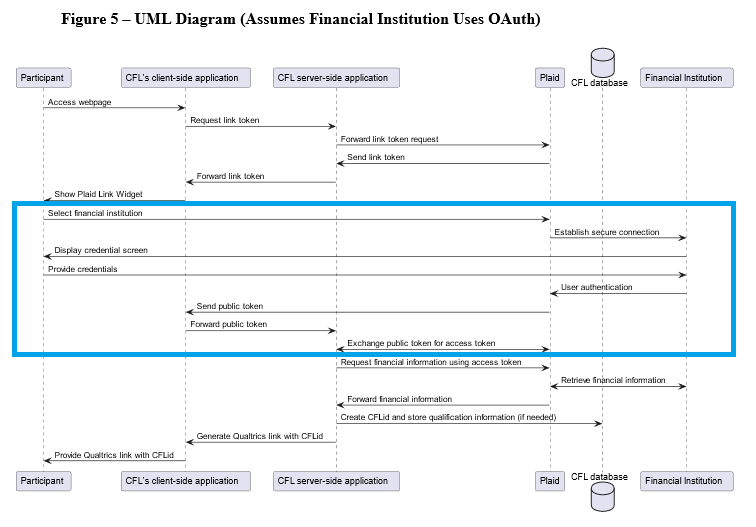 Figure 5 – UML Diagram (Assumes Financial Institution Uses OAuth)
Participant
CFL's client-side application
CFL server-side application
Plaid
CFL database
Financial Institution
Access webpage
Request link token
Forward link token request
Send link token
Forward link token
Show Plaid Link Widget
Select financial institution
Establish secure connection
Display credential screen
Provide credentials
User authentication
Send public token
Forward public token
Exchange public token for access token
Request financial information using access token
Retrieve financial information
Forward financial information
Create CFLid and store qualification information (if needed)
Generate Qualtrics link with CFLid
Provide Qualtrics link with CFLid
Participant
CFL's client-side application
CFL server-side application
Plaid
CFL database
Financial Institution